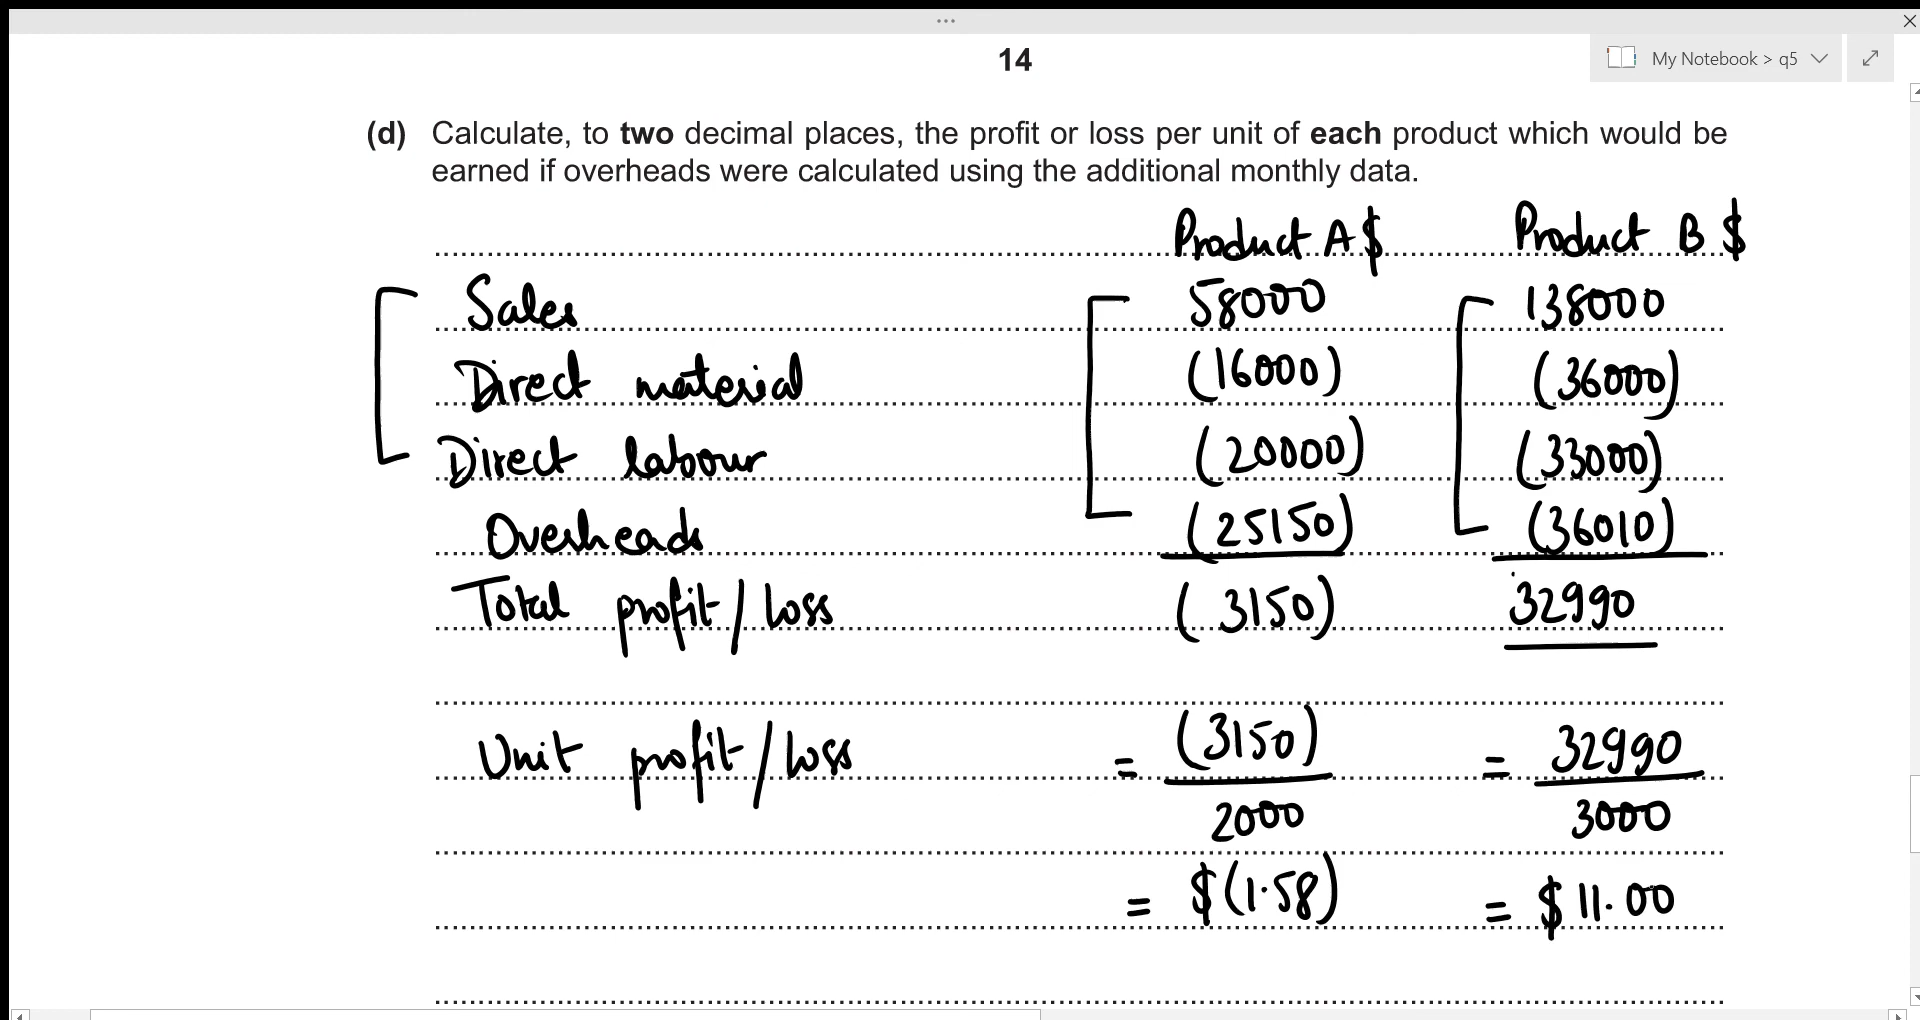 14
My Notebook > q5
(d) Calculate, to two decimal places, the profit or loss per unit of each product which would be
earned if overheads were calculated using the additional monthly data.
Product A $ Product B $
Sales 58000 138000
Direct material (16000) (36000)
Direct labour (20000) (33000)
Overheads (25150) (36010)
Total profit / loss (3150) 32990
Unit profit / loss = (3150) = 32990
2000 3000
= $(1.58) = $11.00